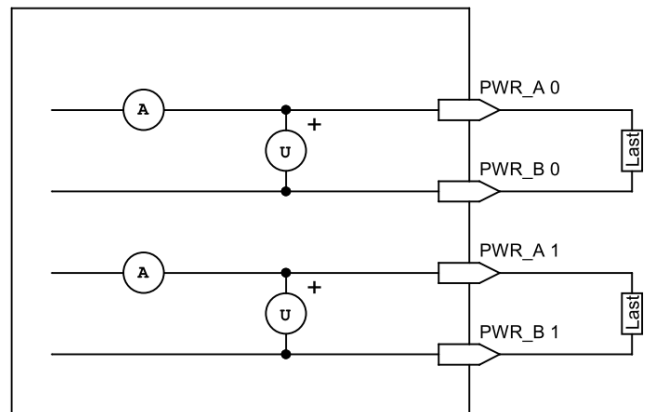 PWR_A 0
A
+
U
Last
PWR_B 0
PWR_A 1
A
+
U
Last
PWR_B 1